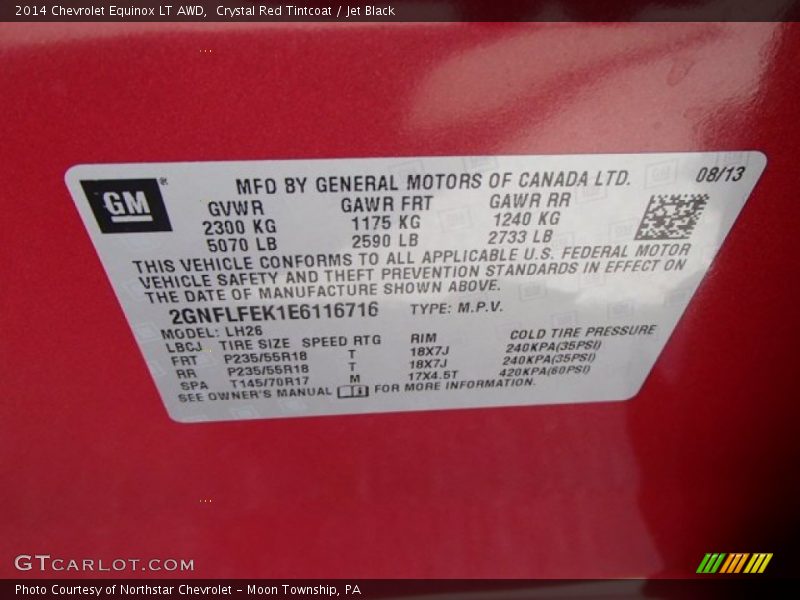 2014 Chevrolet Equinox LT AWD,  Crystal Red Tintcoat / Jet Black
GM
MFD BY GENERAL MOTORS OF CANADA LTD. 08/13
GVWR GAWR FRT GAWR RR
2300 KG 1175 KG 1240 KG
5070 LB 2590 LB 2733 LB
THIS VEHICLE CONFORMS TO ALL APPLICABLE U.S. FEDERAL MOTOR
VEHICLE SAFETY AND THEFT PREVENTION STANDARDS IN EFFECT ON
THE DATE OF MANUFACTURE SHOWN ABOVE.
2GNFLFEK1E6116716 TYPE: M.P.V.
MODEL: LH26
LBCJ TIRE SIZE SPEED RTG RIM COLD TIRE PRESSURE
FRT P235/55R18 T 18X7J 240KPA(35PSI)
RR P235/55R18 T 18X7J 240KPA(35PSI)
SPA T145/70R17 M 17X4.5T 420KPA(60PSI)
SEE OWNER'S MANUAL FOR MORE INFORMATION.
GTCARLOT.COM
Photo Courtesy of Northstar Chevrolet - Moon Township, PA